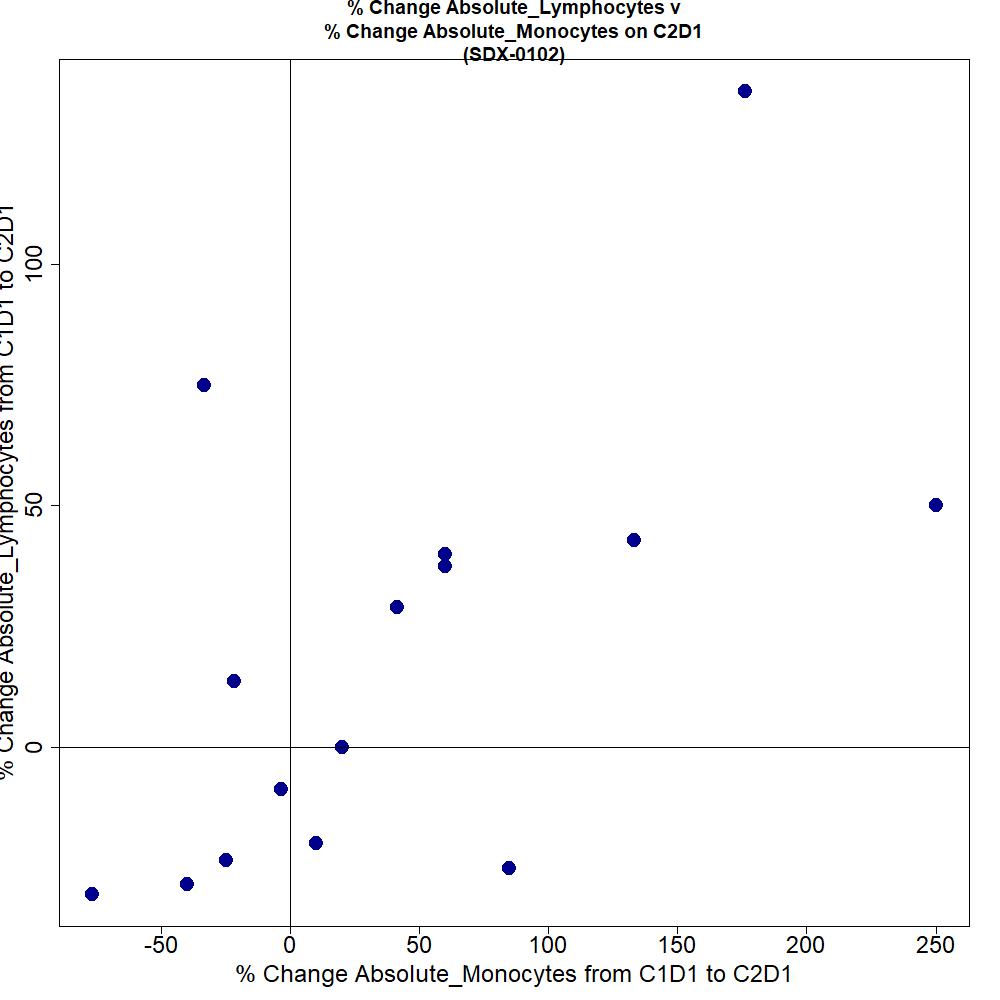 % Change Absolute_Lymphocytes v
% Change Absolute_Monocytes on C2D1
(SDX-0102)
% Change Absolute_Lymphocytes from C1D1 to C2D1
100
50
0
-50 0 50 100 150 200 250
% Change Absolute_Monocytes from C1D1 to C2D1